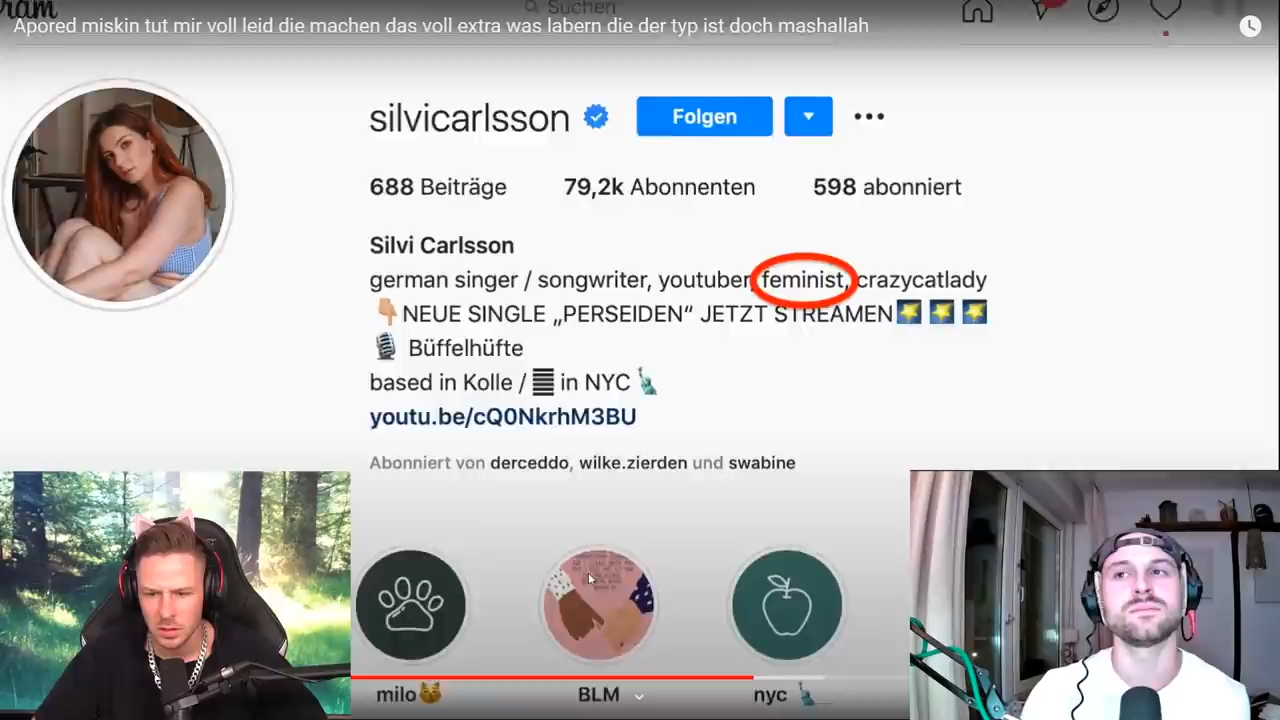 ram
Suchen
Apored miskin tut mir voll leid die machen das voll extra was labern die der typ ist doch mashallah
silvicarlsson
Folgen
688 Beiträge 79,2k Abonnenten 598 abonniert
Silvi Carlsson
german singer / songwriter, youtuber, feminist, crazycatlady
👇🏼NEUE SINGLE „PERSEIDEN“ JETZT STREAMEN🌠🌠🌠
🎙 Büffelhüfte
based in Kolle / in NYC🗽
youtu.be/cQ0NkrhM3BU
Abonniert von derceddo, wilke.zierden und swabine
milo😽 BLM nyc 🗽